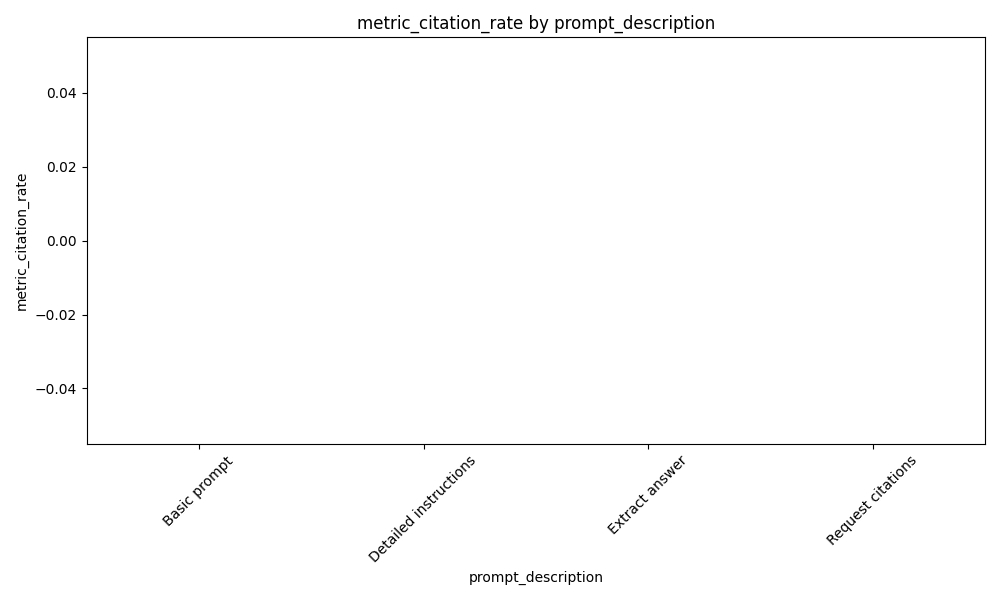 metric_citation_rate by prompt_description
metric_citation_rate
0.04
0.02
0.00
−0.02
−0.04
Basic prompt
Detailed instructions
Extract answer
Request citations
prompt_description